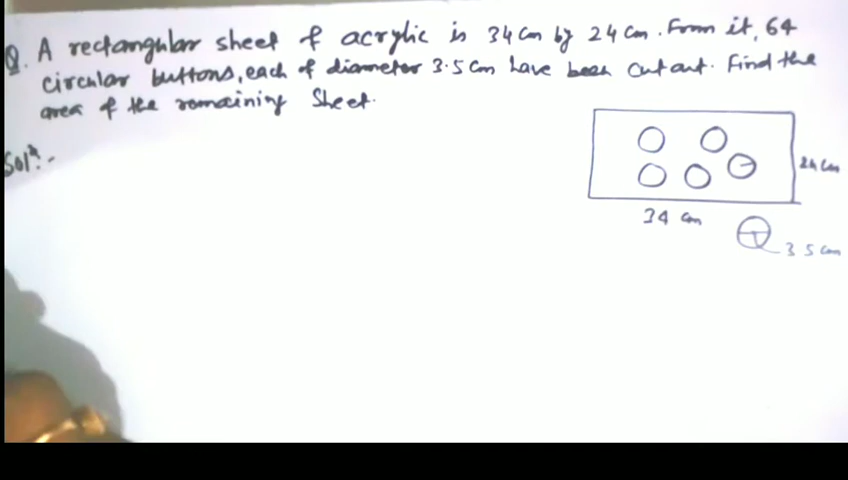 Q. A rectangular sheet of acrylic is 34 cm by 24 cm. From it, 64
circular buttons, each of diameter 3.5 cm have been cut out. Find the
area of the remaining Sheet.
Solⁿ:-
24 cm
34 cm
3 5 cm